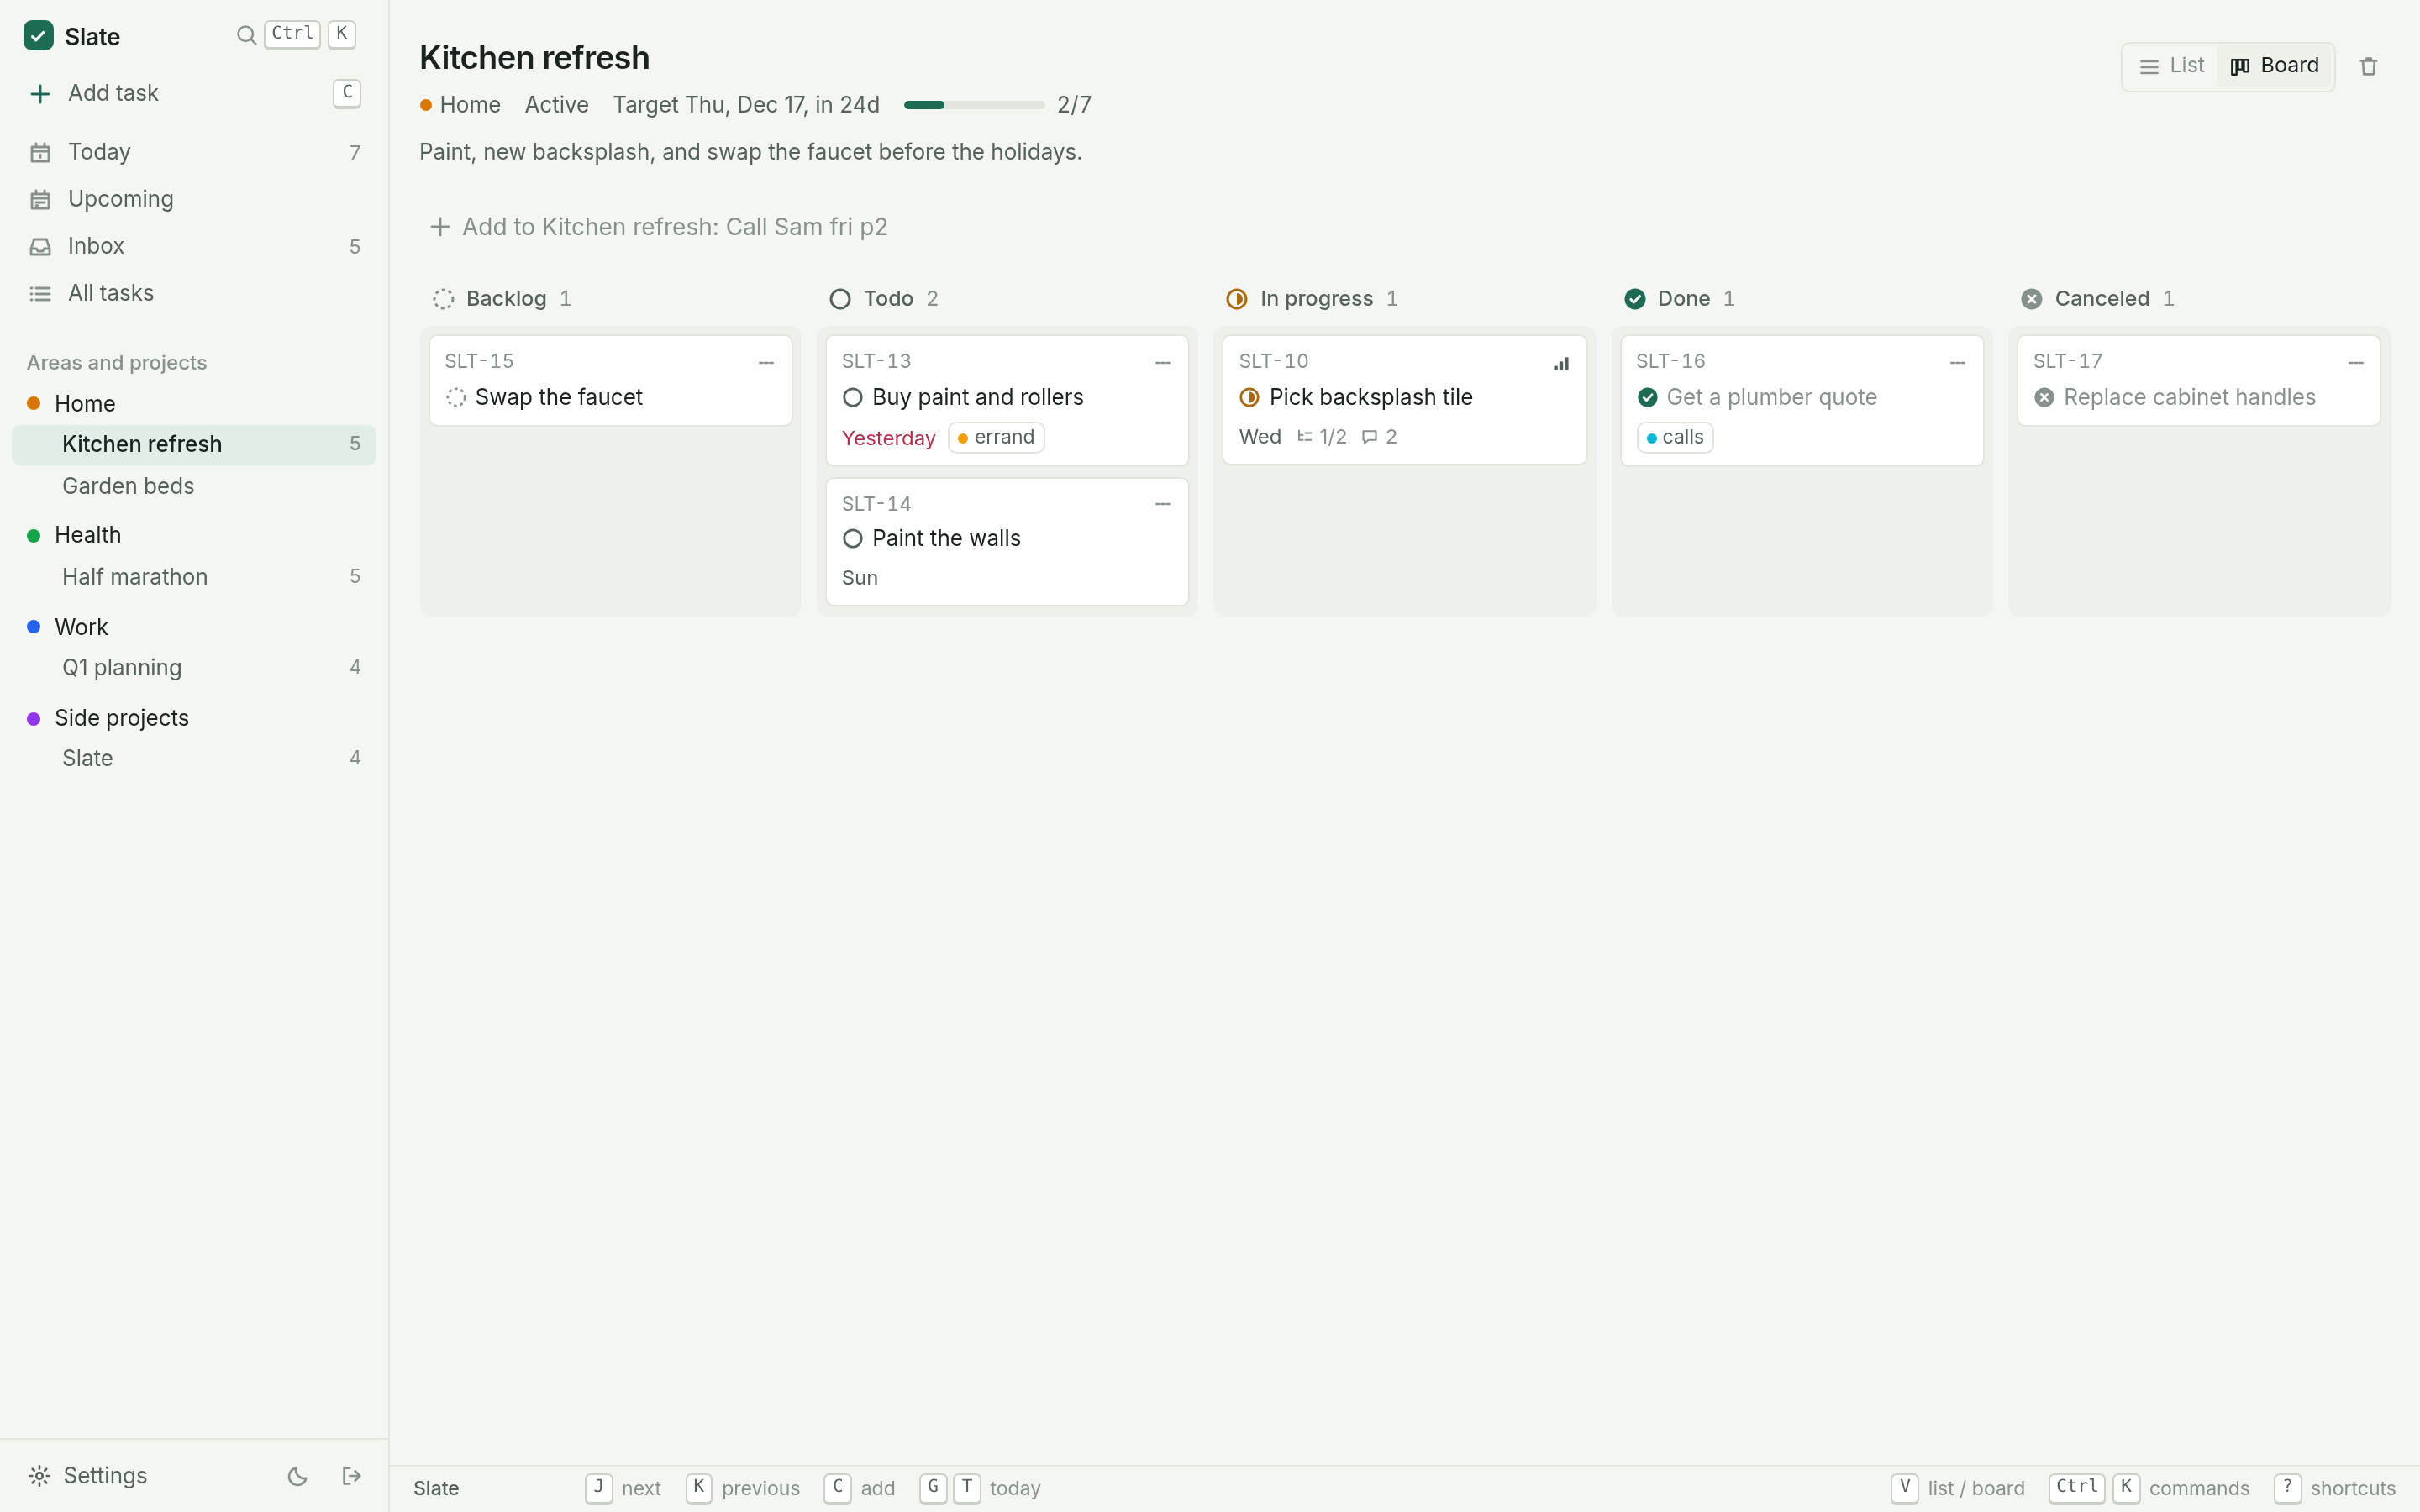 Slate Ctrl K
Add task C
Today 7
Upcoming
Inbox 5
All tasks
Areas and projects
Home
Kitchen refresh 5
Garden beds
Health
Half marathon 5
Work
Q1 planning 4
Side projects
Slate 4
Settings
Kitchen refresh
List Board
Home Active Target Thu, Dec 17, in 24d 2/7
Paint, new backsplash, and swap the faucet before the holidays.
Add to Kitchen refresh: Call Sam fri p2
Backlog 1
SLT-15
Swap the faucet
Todo 2
SLT-13
Buy paint and rollers
Yesterday errand
SLT-14
Paint the walls
Sun
In progress 1
SLT-10
Pick backsplash tile
Wed 1/2 2
Done 1
SLT-16
Get a plumber quote
calls
Canceled 1
SLT-17
Replace cabinet handles
Slate J next K previous C add G T today V list / board Ctrl K commands ? shortcuts